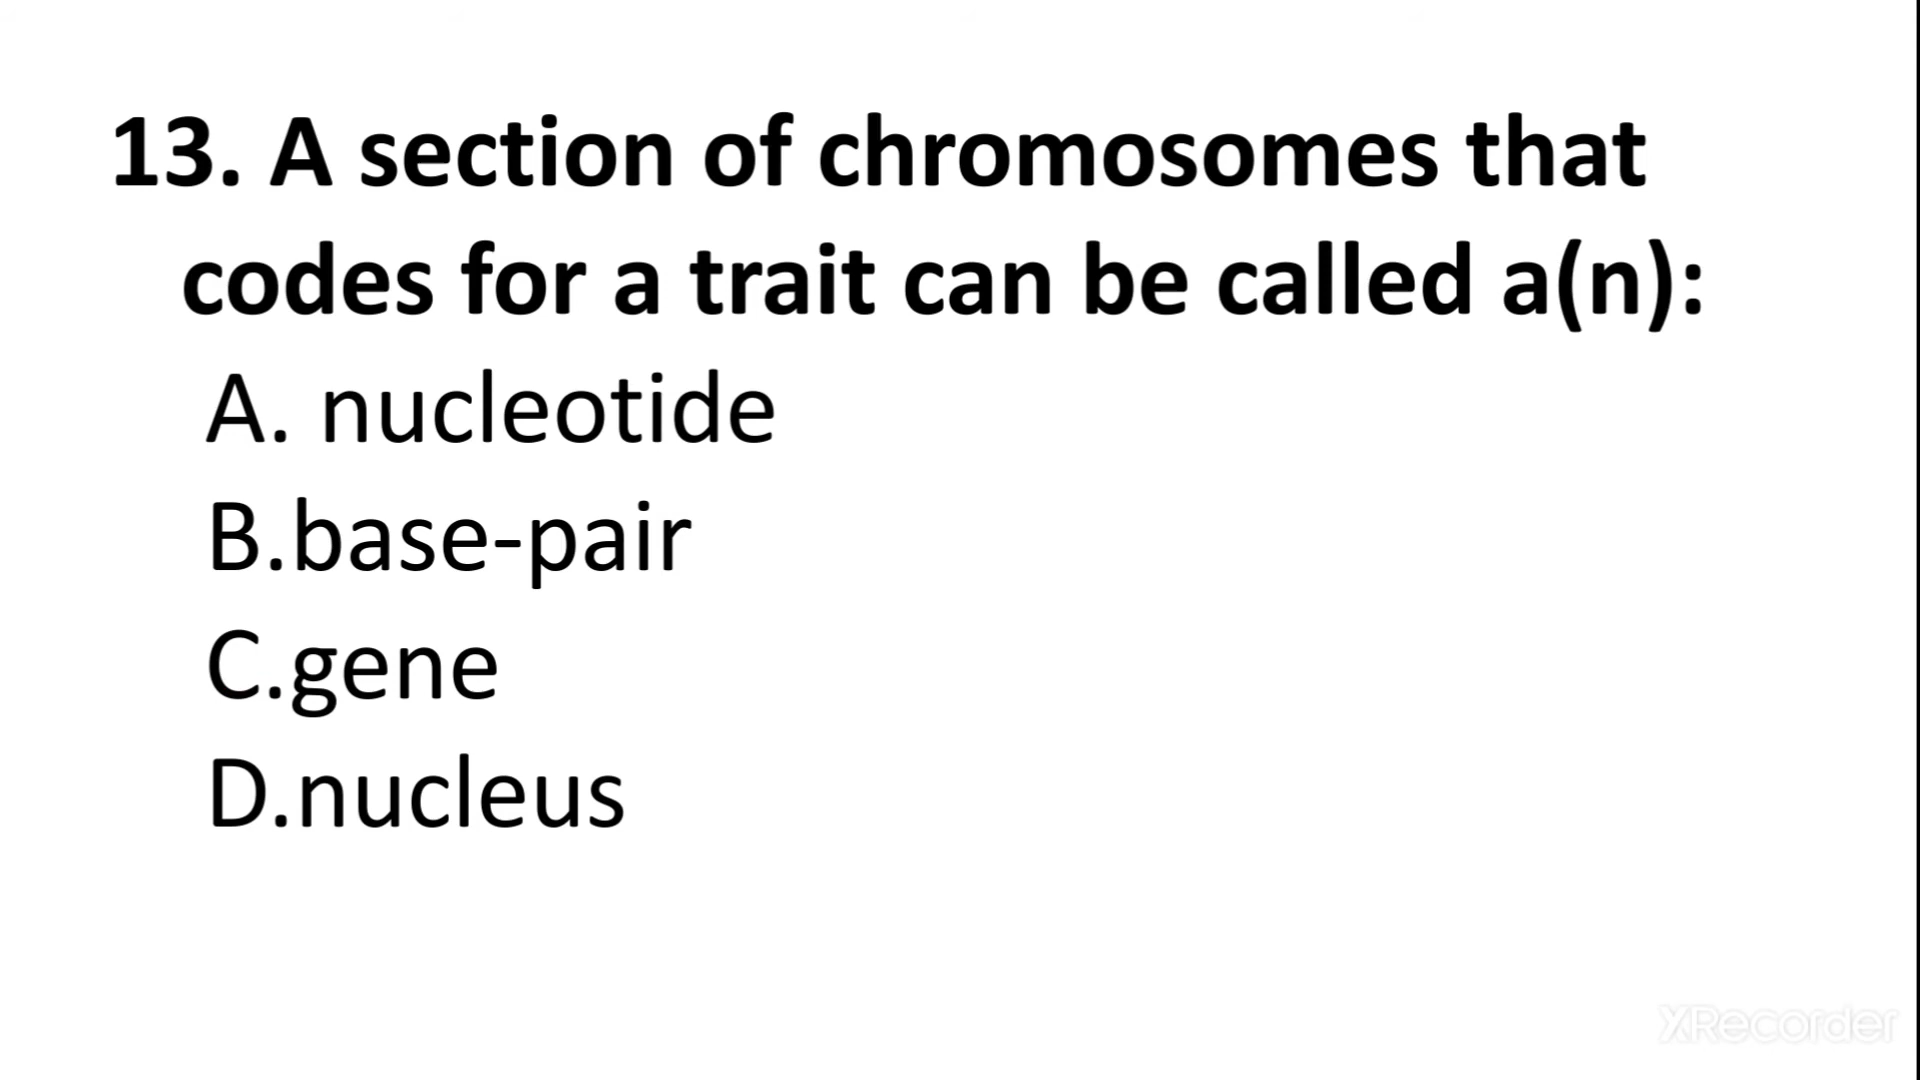 13. A section of chromosomes that
codes for a trait can be called a(n):
A. nucleotide
B.base-pair
C.gene
D.nucleus
XRecorder